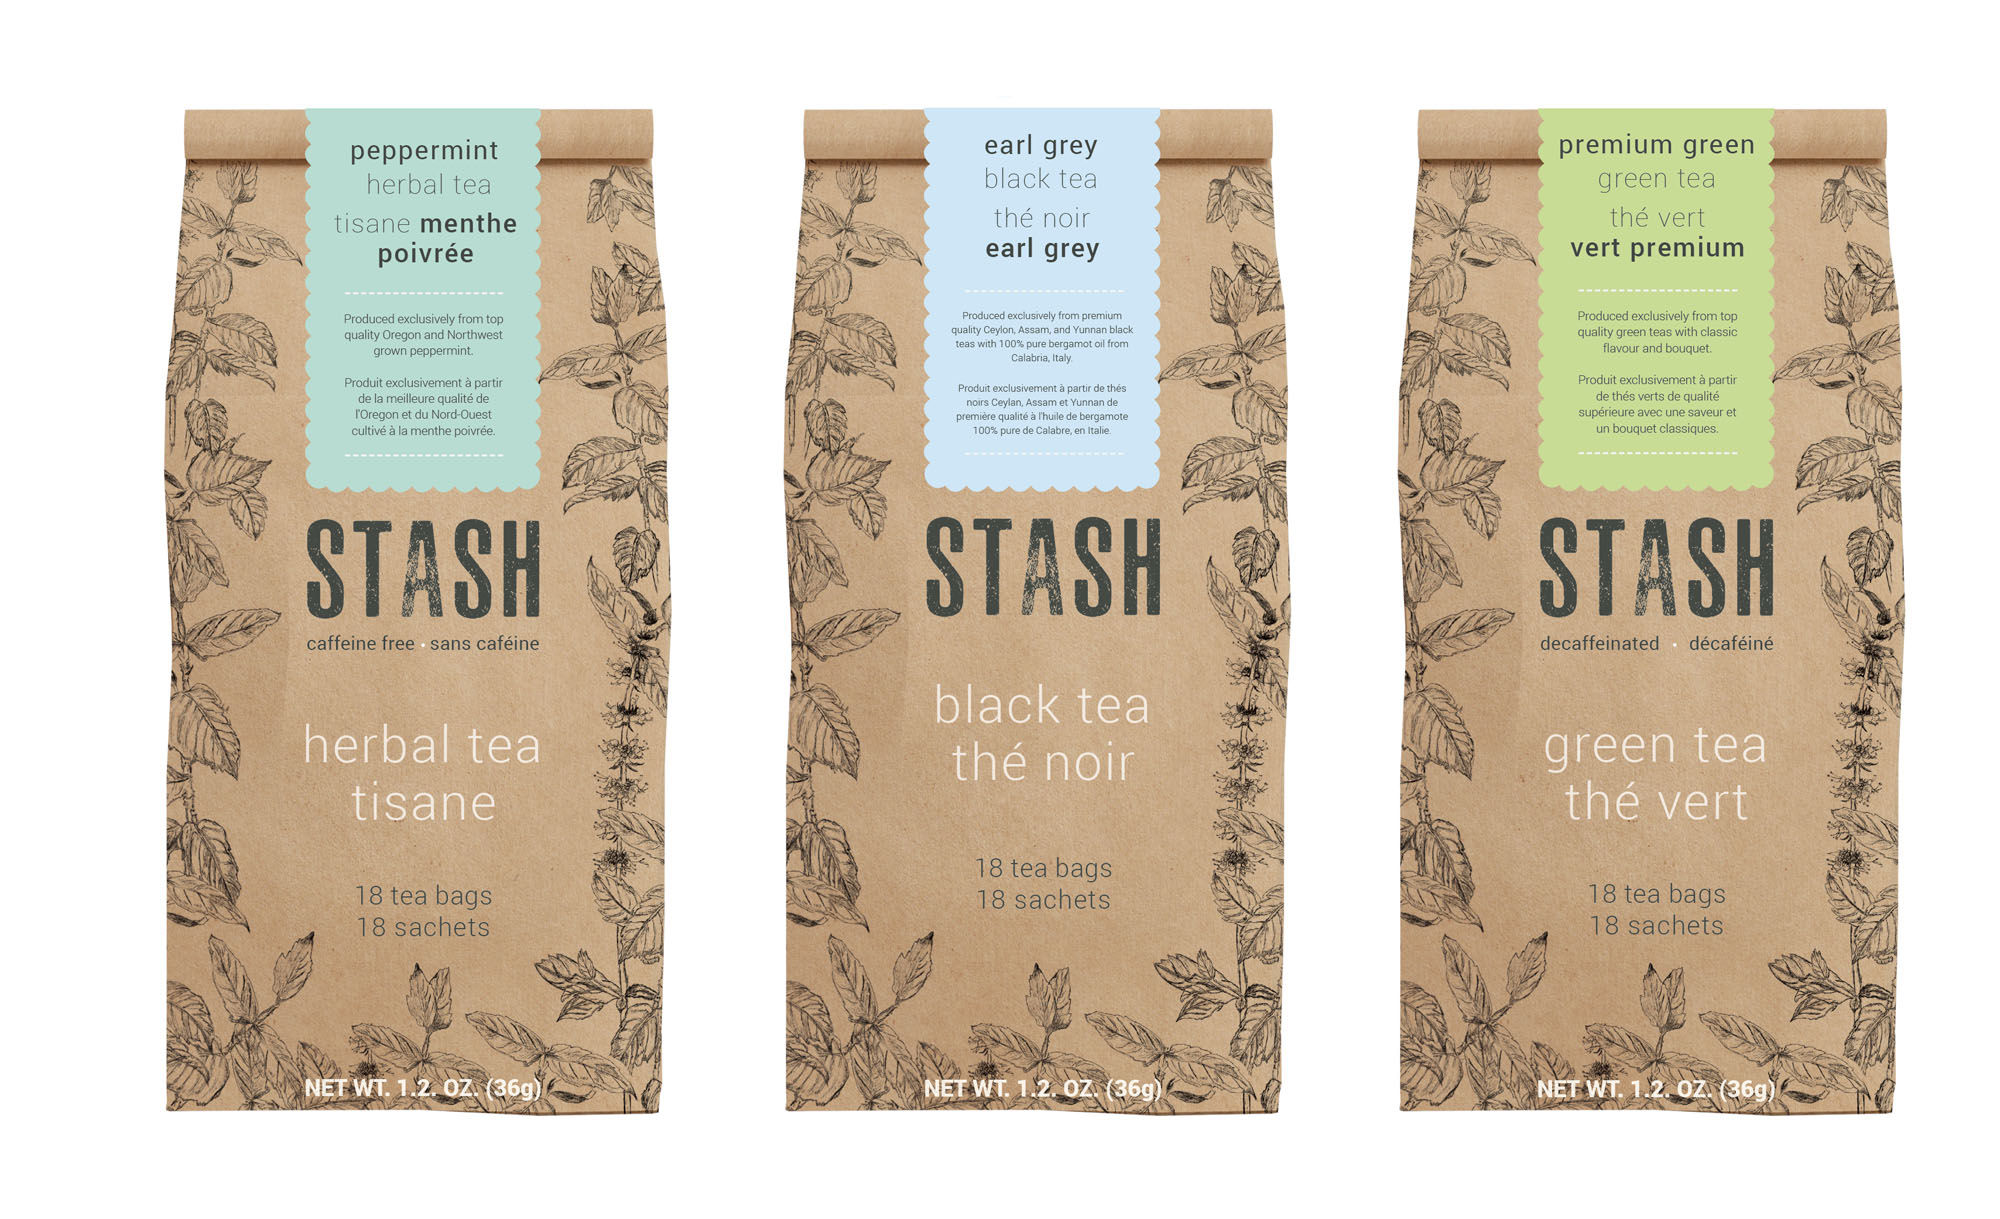 peppermint
herbal tea
tisane menthe
poivrée
Produced exclusively from top
quality Oregon and Northwest
grown peppermint.
Produit exclusivement à partir
de la meilleure qualité de
l'Oregon et du Nord-Ouest
cultivé à la menthe poivrée.
STASH
caffeine free · sans caféine
herbal tea
tisane
18 tea bags
18 sachets
NET WT. 1.2. OZ. (36g)
earl grey
black tea
thé noir
earl grey
Produced exclusively from premium
quality Ceylon, Assam, and Yunnan black
teas with 100% pure bergamot oil from
Calabria, Italy.
Produit exclusivement à partir de thés
noirs Ceylan, Assam et Yunnan de
première qualité à l'huile de bergamote
100% pure de Calabre, en Italie.
STASH
black tea
thé noir
18 tea bags
18 sachets
NET WT. 1.2. OZ. (36g)
premium green
green tea
thé vert
vert premium
Produced exclusively from top
quality green teas with classic
flavour and bouquet.
Produit exclusivement à partir
de thés verts de qualité
supérieure avec une saveur et
un bouquet classiques.
STASH
decaffeinated · décaféiné
green tea
thé vert
18 tea bags
18 sachets
NET WT. 1.2. OZ. (36g)